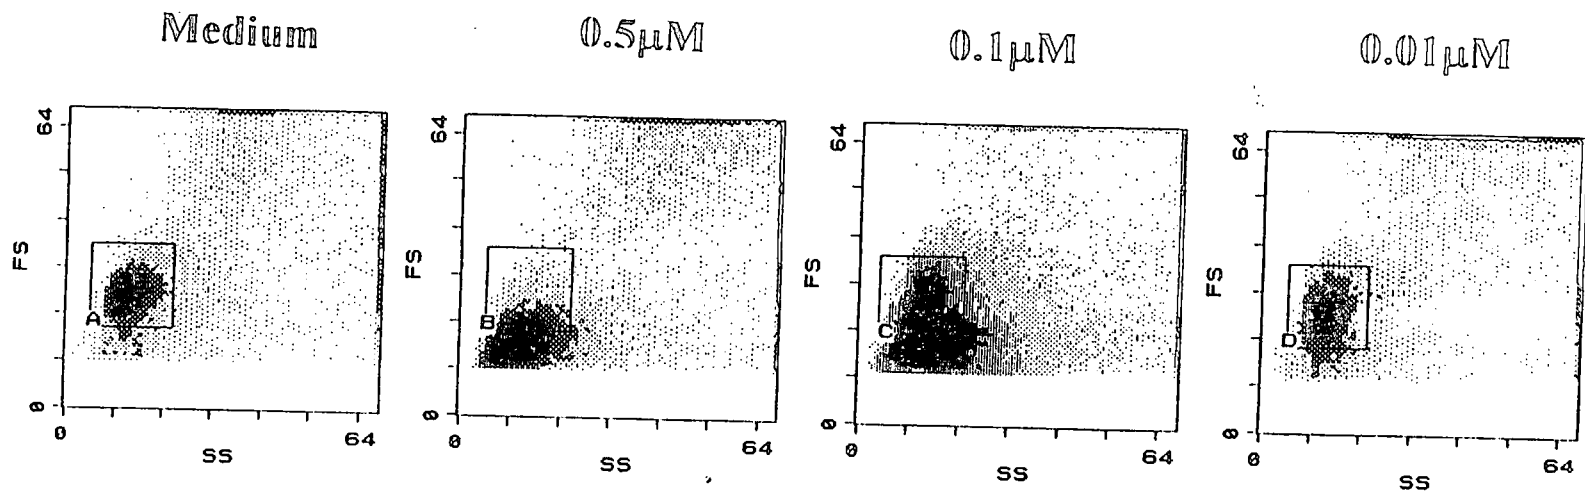 Medium 0.5µM 0.1µM 0.01µM
64 64 64 64
FS FS FS FS
A B C D
0 0 0 0
0 64 0 64 0 64 0 64
SS SS SS SS